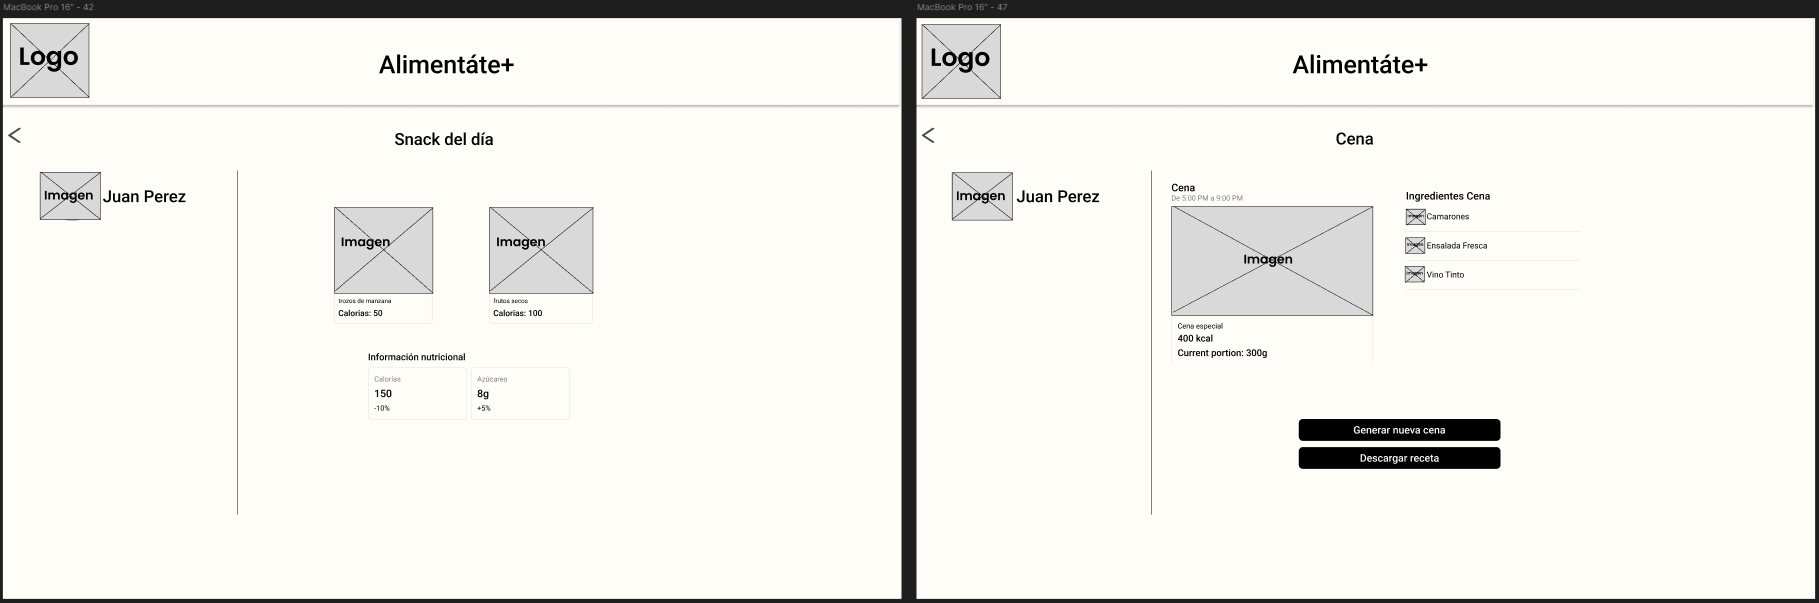 MacBook Pro 16" - 42
Logo
Alimentáte+
Snack del día
Imagen
Juan Perez
Imagen
Imagen
trozos de manzana
Calorias: 50
frutos secos
Calorias: 100
Información nutricional
Calorías
150
-10%
Azúcares
8g
+5%
MacBook Pro 16" - 47
Logo
Alimentáte+
Cena
Imagen
Juan Perez
Cena
De 5:00 PM a 9:00 PM
Imagen
Cena especial
400 kcal
Current portion: 300g
Ingredientes Cena
Imagen
Camarones
Imagen
Ensalada Fresca
Imagen
Vino Tinto
Generar nueva cena
Descargar receta